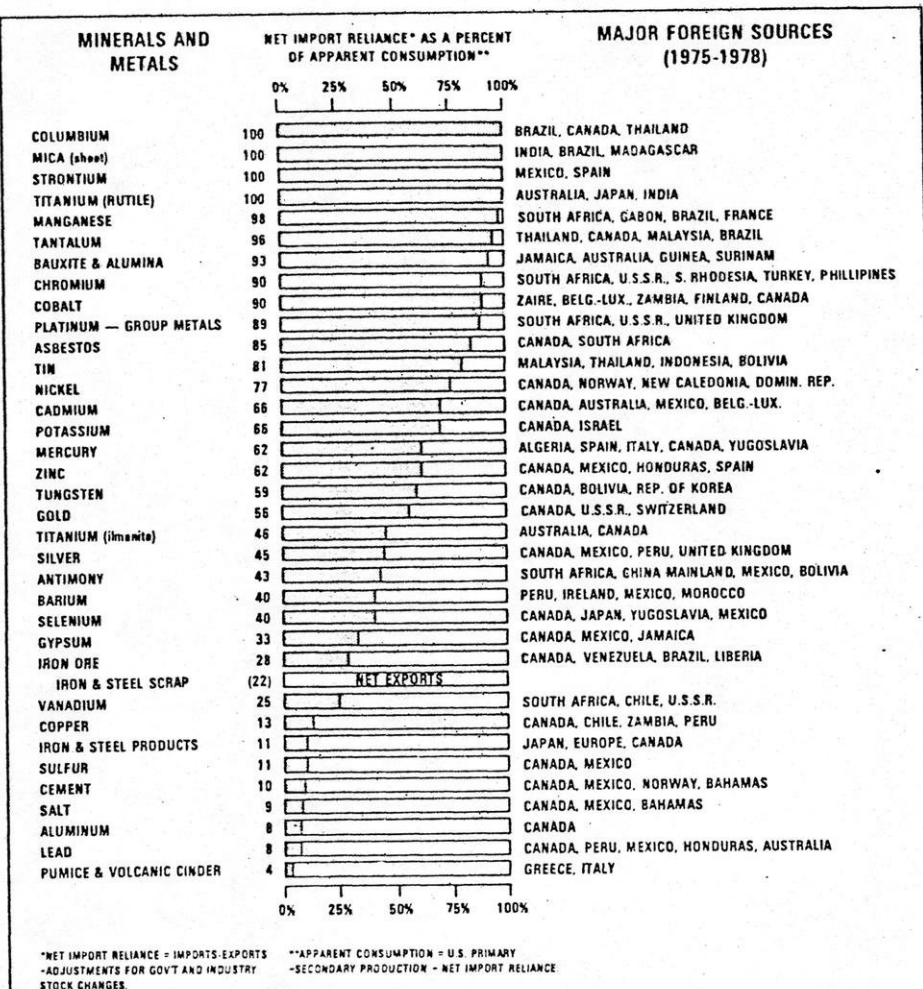 MINERALS AND METALS
NET IMPORT RELIANCE* AS A PERCENT OF APPARENT CONSUMPTION**
MAJOR FOREIGN SOURCES (1975-1978)
0% 25% 50% 75% 100%
COLUMBIUM 100 BRAZIL, CANADA, THAILAND
MICA (sheet) 100 INDIA, BRAZIL, MADAGASCAR
STRONTIUM 100 MEXICO, SPAIN
TITANIUM (RUTILE) 100 AUSTRALIA, JAPAN, INDIA
MANGANESE 98 SOUTH AFRICA, GABON, BRAZIL, FRANCE
TANTALUM 96 THAILAND, CANADA, MALAYSIA, BRAZIL
BAUXITE & ALUMINA 93 JAMAICA, AUSTRALIA, GUINEA, SURINAM
CHROMIUM 90 SOUTH AFRICA, U.S.S.R., S. RHODESIA, TURKEY, PHILLIPINES
COBALT 90 ZAIRE, BELG.-LUX., ZAMBIA, FINLAND, CANADA
PLATINUM — GROUP METALS 89 SOUTH AFRICA, U.S.S.R., UNITED KINGDOM
ASBESTOS 85 CANADA, SOUTH AFRICA
TIN 81 MALAYSIA, THAILAND, INDONESIA, BOLIVIA
NICKEL 77 CANADA, NORWAY, NEW CALEDONIA, DOMIN. REP.
CADMIUM 66 CANADA, AUSTRALIA, MEXICO, BELG.-LUX.
POTASSIUM 66 CANADA, ISRAEL
MERCURY 62 ALGERIA, SPAIN, ITALY, CANADA, YUGOSLAVIA
ZINC 62 CANADA, MEXICO, HONDURAS, SPAIN
TUNGSTEN 59 CANADA, BOLIVIA, REP. OF KOREA
GOLD 56 CANADA, U.S.S.R., SWITZERLAND
TITANIUM (ilmenite) 46 AUSTRALIA, CANADA
SILVER 45 CANADA, MEXICO, PERU, UNITED KINGDOM
ANTIMONY 43 SOUTH AFRICA, CHINA MAINLAND, MEXICO, BOLIVIA
BARIUM 40 PERU, IRELAND, MEXICO, MOROCCO
SELENIUM 40 CANADA, JAPAN, YUGOSLAVIA, MEXICO
GYPSUM 33 CANADA, MEXICO, JAMAICA
IRON ORE 28 CANADA, VENEZUELA, BRAZIL, LIBERIA
IRON & STEEL SCRAP (22) NET EXPORTS
VANADIUM 25 SOUTH AFRICA, CHILE, U.S.S.R.
COPPER 13 CANADA, CHILE, ZAMBIA, PERU
IRON & STEEL PRODUCTS 11 JAPAN, EUROPE, CANADA
SULFUR 11 CANADA, MEXICO
CEMENT 10 CANADA, MEXICO, NORWAY, BAHAMAS
SALT 9 CANADA, MEXICO, BAHAMAS
ALUMINUM 8 CANADA
LEAD 8 CANADA, PERU, MEXICO, HONDURAS, AUSTRALIA
PUMICE & VOLCANIC CINDER 4 GREECE, ITALY
0% 25% 50% 75% 100%
*NET IMPORT RELIANCE = IMPORTS-EXPORTS
-ADJUSTMENTS FOR GOV'T AND INDUSTRY
STOCK CHANGES.
**APPARENT CONSUMPTION = U.S. PRIMARY
-SECONDARY PRODUCTION - NET IMPORT RELIANCE.